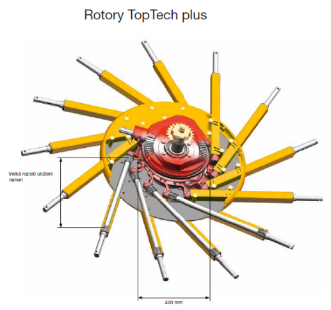 Rotory TopTech plus
Velká rozteč uložení
ramen
420 mm